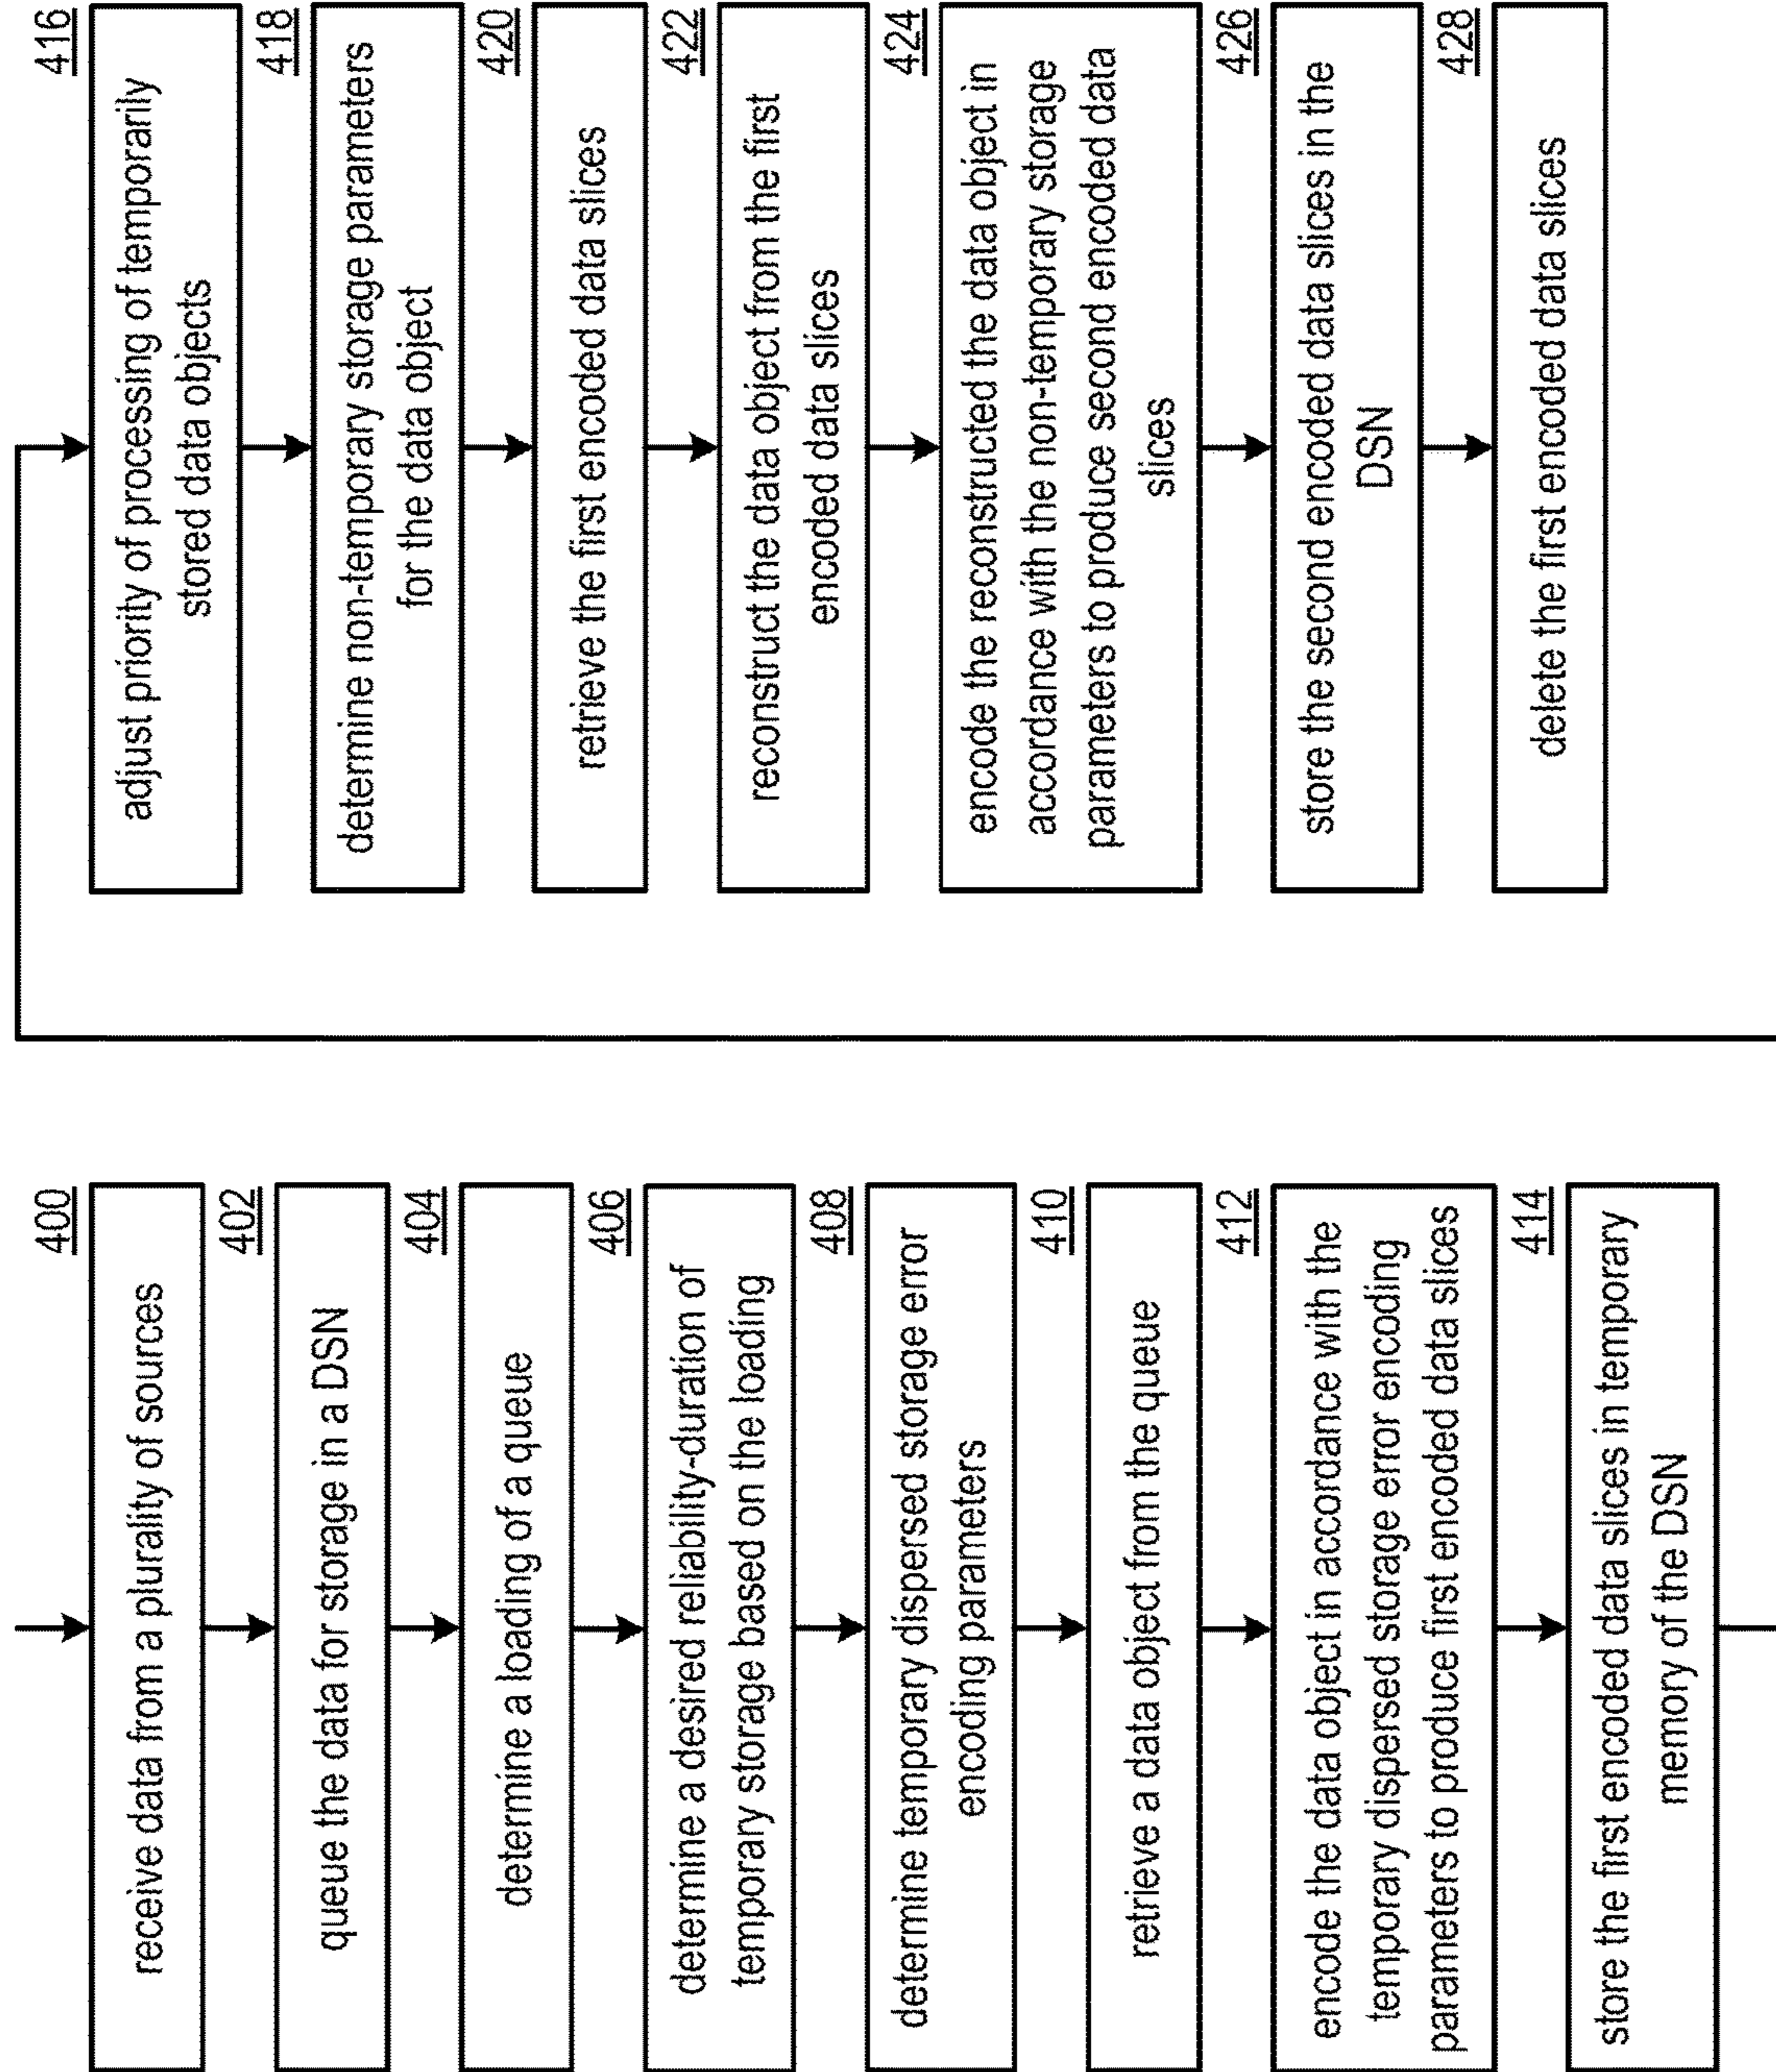 400
receive data from a plurality of sources
402
queue the data for storage in a DSN
404
determine a loading of a queue
406
determine a desired reliability-duration of
temporary storage based on the loading
408
determine temporary dispersed storage error
encoding parameters
410
retrieve a data object from the queue
412
encode the data object in accordance with the
temporary dispersed storage error encoding
parameters to produce first encoded data slices
414
store the first encoded data slices in temporary
memory of the DSN
416
adjust priority of processing of temporarily
stored data objects
418
determine non-temporary storage parameters
for the data object
420
retrieve the first encoded data slices
422
reconstruct the data object from the first
encoded data slices
424
encode the reconstructed the data object in
accordance with the non-temporary storage
parameters to produce second encoded data
slices
426
store the second encoded data slices in the
DSN
428
delete the first encoded data slices